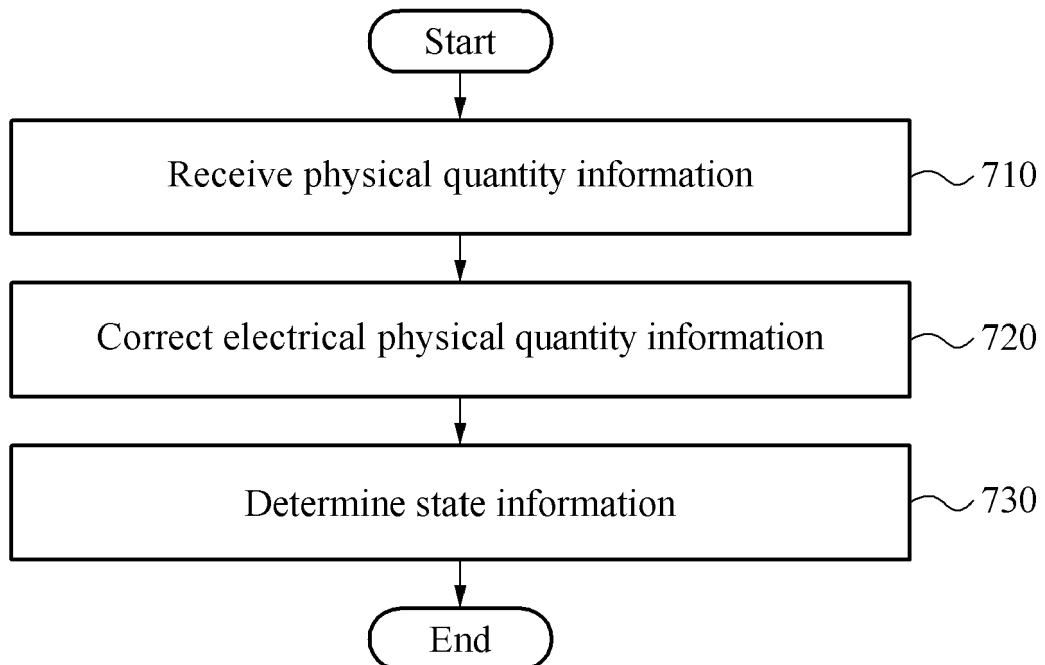 Start
Receive physical quantity information
710
Correct electrical physical quantity information
720
Determine state information
730
End